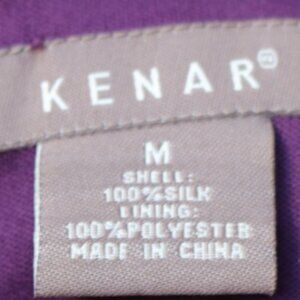 KENAR®
M
SHELL:
100%SILK
LINING:
100%POLYESTER
MADE IN CHINA